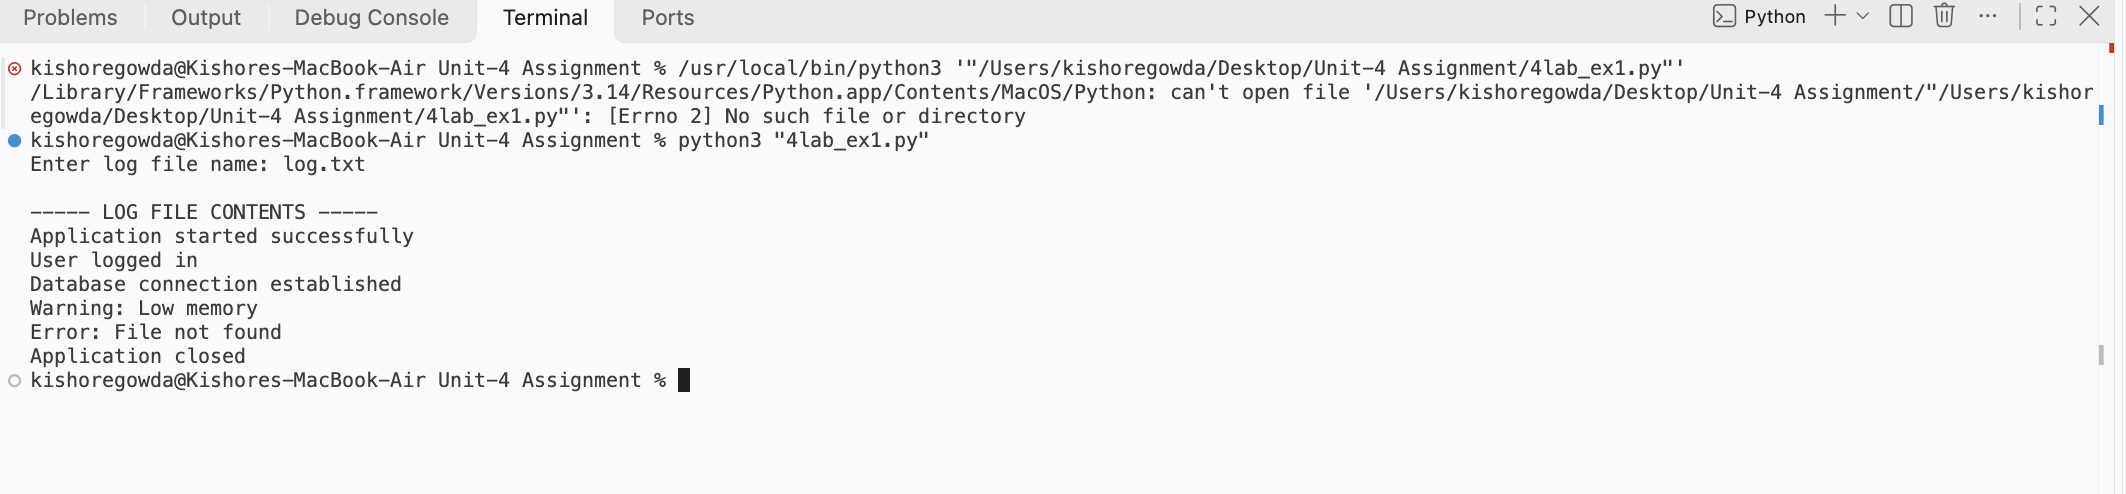 Problems Output Debug Console Terminal Ports Python
kishoregowda@Kishores-MacBook-Air Unit-4 Assignment % /usr/local/bin/python3 '"/Users/kishoregowda/Desktop/Unit-4 Assignment/4lab_ex1.py"'
/Library/Frameworks/Python.framework/Versions/3.14/Resources/Python.app/Contents/MacOS/Python: can't open file '/Users/kishoregowda/Desktop/Unit-4 Assignment/"/Users/kishor
egowda/Desktop/Unit-4 Assignment/4lab_ex1.py"': [Errno 2] No such file or directory
kishoregowda@Kishores-MacBook-Air Unit-4 Assignment % python3 "4lab_ex1.py"
Enter log file name: log.txt
----- LOG FILE CONTENTS -----
Application started successfully
User logged in
Database connection established
Warning: Low memory
Error: File not found
Application closed
kishoregowda@Kishores-MacBook-Air Unit-4 Assignment %